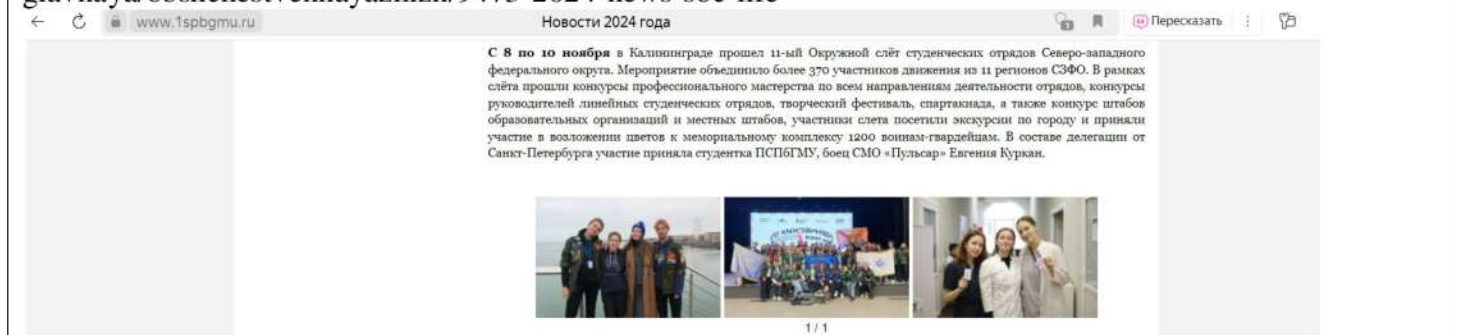 www.1spbgmu.ru
Новости 2024 года
Пересказать
С 8 по 10 ноября в Калининграде прошел 11-ый Окружной слёт студенческих отрядов Северо-западного
федерального округа. Мероприятие объединило более 370 участников движения из 11 регионов СЗФО. В рамках
слёта прошли конкурсы профессионального мастерства по всем направлениям деятельности отрядов, конкурсы
руководителей линейных студенческих отрядов, творческий фестиваль, спартакиада, а также конкурс штабов
образовательных организаций и местных штабов, участники слета посетили экскурсии по городу и приняли
участие в возложении цветов к мемориальному комплексу 1200 воинам-гвардейцам. В составе делегации от
Санкт-Петербурга участие приняла студентка ПСПбГМУ, боец СМО «Пульсар» Евгения Куркан.
1 / 1